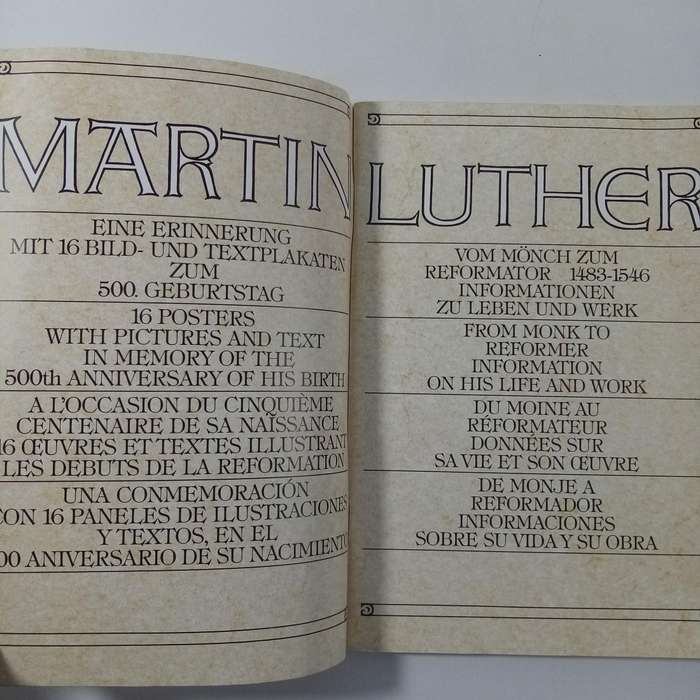 MARTIN
EINE ERINNERUNG
MIT 16 BILD- UND TEXTPLAKATEN
ZUM
500. GEBURTSTAG
16 POSTERS
WITH PICTURES AND TEXT
IN MEMORY OF THE
500th ANNIVERSARY OF HIS BIRTH
A L'OCCASION DU CINQUIÈME
CENTENAIRE DE SA NAÏSSANCE
16 ŒUVRES ET TEXTES ILLUSTRANT
LES DEBUTS DE LA REFORMATION
UNA CONMEMORACIÓN
CON 16 PANELES DE ILUSTRACIONES
Y TEXTOS, EN EL
00 ANIVERSARIO DE SU NACIMIENTO
LUTHER
VOM MÖNCH ZUM
REFORMATOR 1483-1546
INFORMATIONEN
ZU LEBEN UND WERK
FROM MONK TO
REFORMER
INFORMATION
ON HIS LIFE AND WORK
DU MOINE AU
RÉFORMATEUR
DONNÉES SUR
SA VIE ET SON ŒUVRE
DE MONJE A
REFORMADOR
INFORMACIONES
SOBRE SU VIDA Y SU OBRA